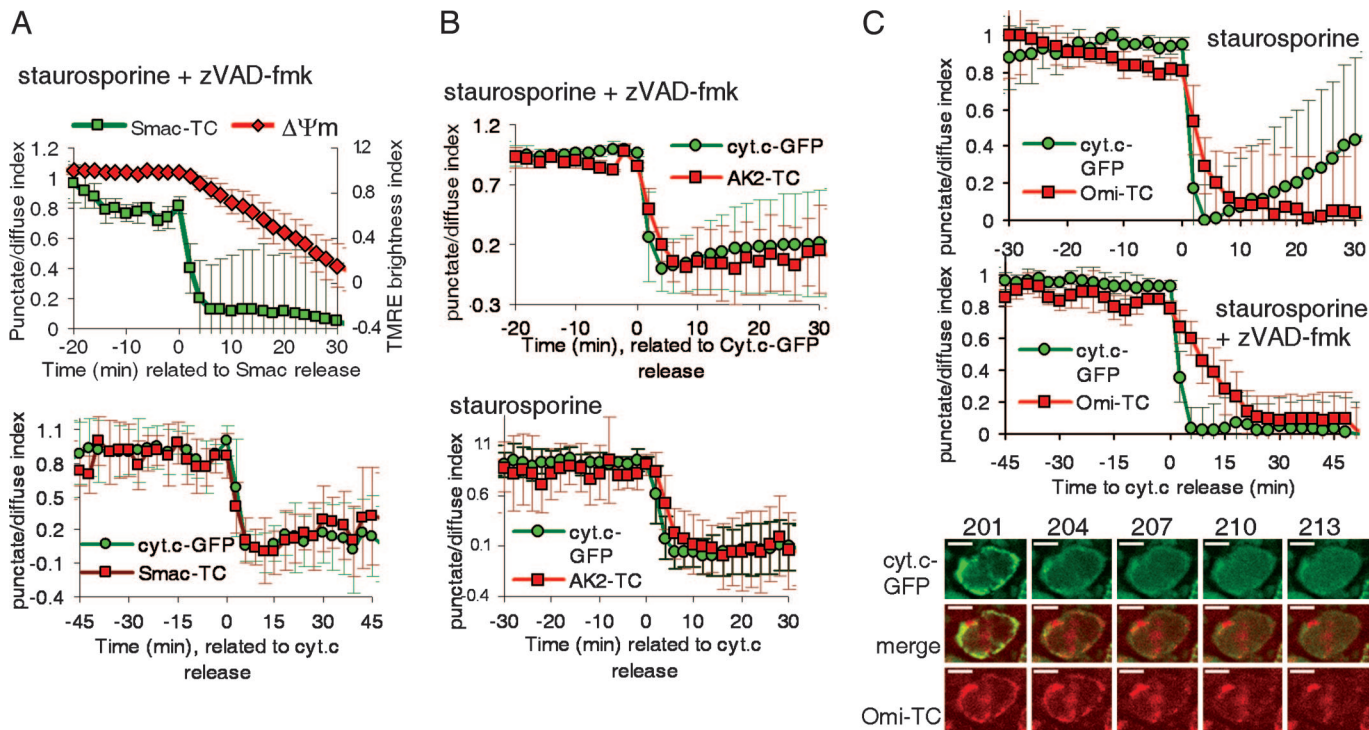 A
staurosporine + zVAD-fmk
Smac-TC ΔΨm
Punctate/diffuse index
1.2
1
0.8
0.6
0.4
0.2
0
12
0.8
0.4
0
-0.4
TMRE brightness index
-20 -10 0 10 20 30
Time (min) related to Smac release
punctate/diffuse index
1.1
0.8
0.5
0.2
-0.1
-0.4
cyt.c-GFP
Smac-TC
-45 -30 -15 0 15 30 45
Time (min), related to cyt.c
release
B
staurosporine + zVAD-fmk
punctate/diffuse index
1.2
0.7
0.2
-0.3
cyt.c-GFP
AK2-TC
-20 -10 0 10 20 30
Time (min), related to Cyt.c-GFP
release
staurosporine
punctate/diffuse index
11
0.6
0.1
-0.4
cyt.c-
GFP
AK2-TC
-30 -20 -10 0 10 20 30
Time (min), related to cyt.c
release
C
staurosporine
punctate/diffuse index
1
0.8
0.6
0.4
0.2
0
cyt.c-
GFP
Omi-TC
-30 -20 -10 0 10 20 30
staurosporine
+ zVAD-fmk
punctate/diffuse index
1
0.8
0.6
0.4
0.2
0
cyt.c-
GFP
Omi-TC
-45 -30 -15 0 15 30 45
Time to cyt.c release (min)
201 204 207 210 213
cyt.c-
GFP
merge
Omi-TC